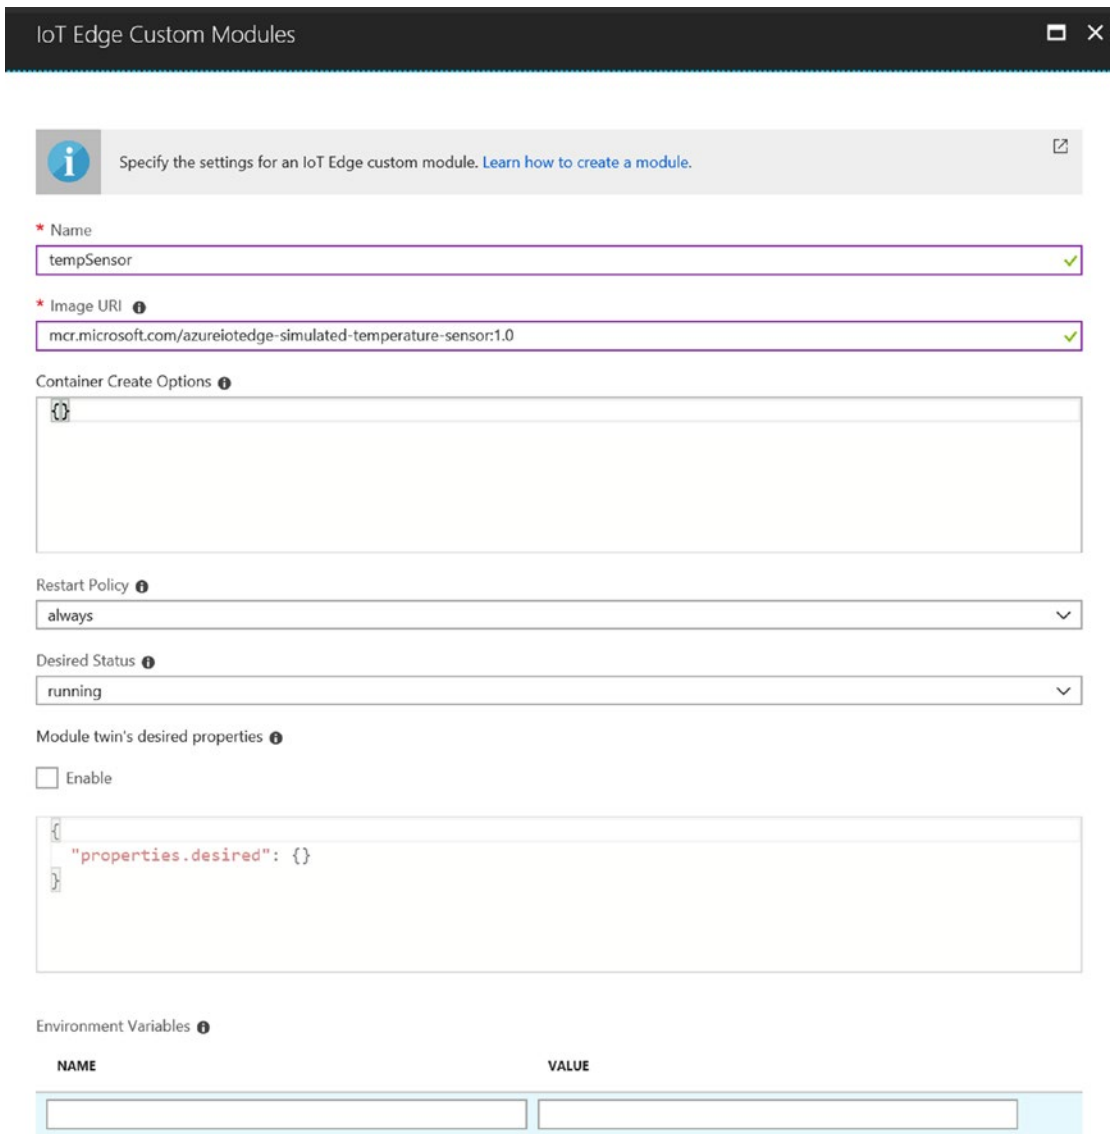 IoT Edge Custom Modules
Specify the settings for an IoT Edge custom module. Learn how to create a module.
* Name
tempSensor
* Image URI
mcr.microsoft.com/azureiotedge-simulated-temperature-sensor:1.0
Container Create Options
{}
Restart Policy
always
Desired Status
running
Module twin's desired properties
Enable
{
"properties.desired": {}
}
Environment Variables
NAME VALUE